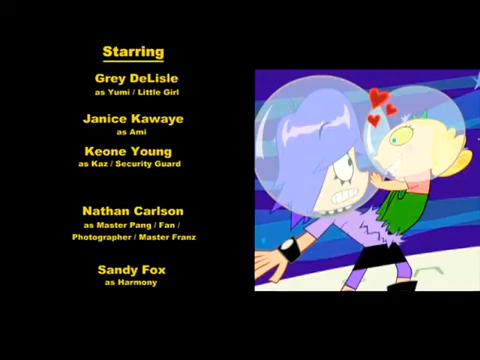 Starring
Grey DeLisle
as Yumi / Little Girl
Janice Kawaye
as Ami
Keone Young
as Kaz / Security Guard
Nathan Carlson
as Master Pang / Fan /
Photographer / Master Franz
Sandy Fox
as Harmony